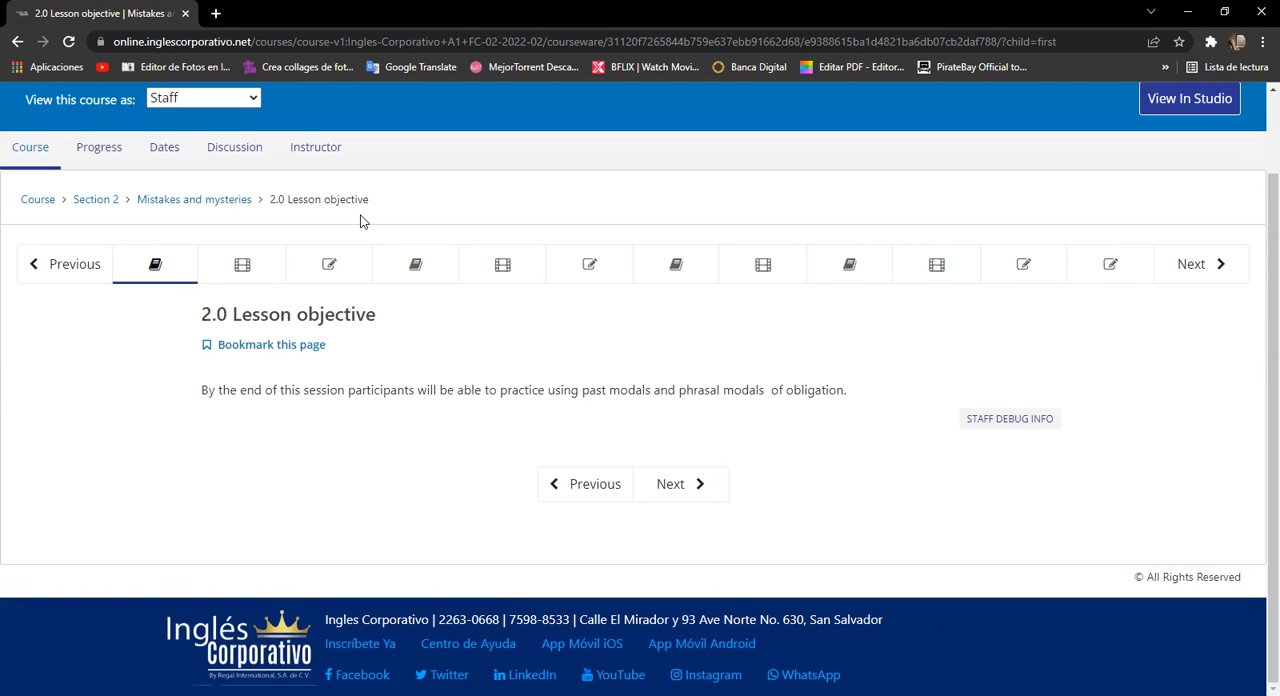 2.0 Lesson objective | Mistakes a
online.inglescorporativo.net/courses/course-v1:Ingles-Corporativo+A1+FC-02-2022-02/courseware/31120f7265844b759e637ebb91662d68/e9388615ba1d4821ba6db07cb2daf788/?child=first
Aplicaciones Editor de Fotos en l... Crea collages de fot... Google Translate MejorTorrent Desca... BFLIX | Watch Movi... Banca Digital Editar PDF - Editor... PirateBay Official to... » Lista de lectura
View this course as: Staff View In Studio
Course Progress Dates Discussion Instructor
Course > Section 2 > Mistakes and mysteries > 2.0 Lesson objective
Previous Next
2.0 Lesson objective
Bookmark this page
By the end of this session participants will be able to practice using past modals and phrasal modals of obligation.
STAFF DEBUG INFO
Previous Next
© All Rights Reserved
Inglés Corporativo
By Regal International, S.A. de C.V.
Ingles Corporativo | 2263-0668 | 7598-8533 | Calle El Mirador y 93 Ave Norte No. 630, San Salvador
Inscríbete Ya Centro de Ayuda App Móvil iOS App Móvil Android
Facebook Twitter LinkedIn YouTube Instagram WhatsApp